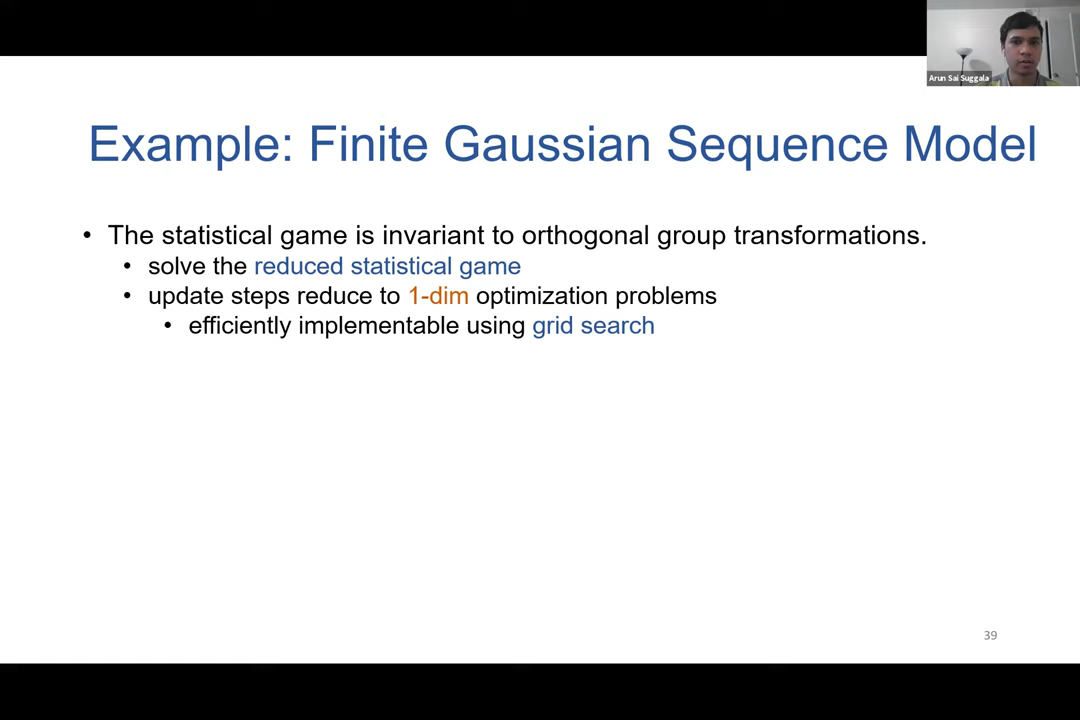 Arun Sai Suggala
Example: Finite Gaussian Sequence Model
• The statistical game is invariant to orthogonal group transformations.
• solve the reduced statistical game
• update steps reduce to 1-dim optimization problems
• efficiently implementable using grid search
39